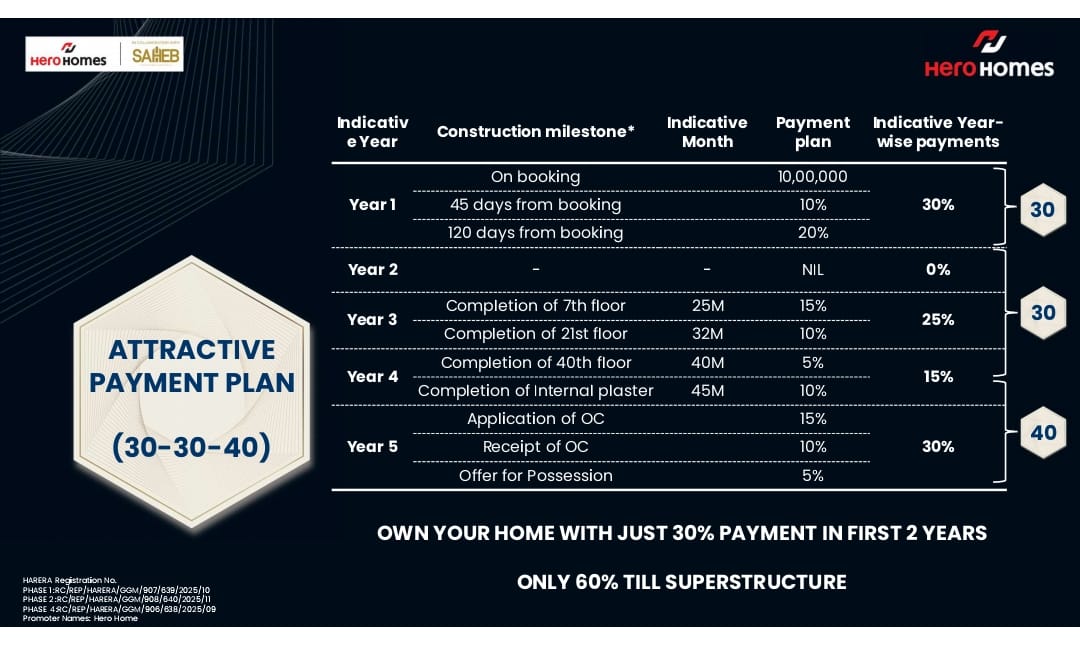 IN COLLABORATION WITH
HeroHomes SAHEB
HeroHomes
Indicativ
e Year Construction milestone* Indicative Month Payment plan Indicative Year-wise payments
Year 1 On booking 10,00,000 30% 30
45 days from booking 10%
120 days from booking 20%
Year 2 - - NIL 0%
Year 3 Completion of 7th floor 25M 15% 25% 30
Completion of 21st floor 32M 10%
Year 4 Completion of 40th floor 40M 5% 15%
Completion of Internal plaster 45M 10%
Year 5 Application of OC 15% 30% 40
Receipt of OC 10%
Offer for Possession 5%
ATTRACTIVE
PAYMENT PLAN
(30-30-40)
OWN YOUR HOME WITH JUST 30% PAYMENT IN FIRST 2 YEARS
ONLY 60% TILL SUPERSTRUCTURE
HARERA Registration No.
PHASE 1:RC/REP/HARERA/GGM/907/639/2025/10
PHASE 2:RC/REP/HARERA/GGM/908/640/2025/11
PHASE 4:RC/REP/HARERA/GGM/906/638/2025/09
Promoter Names: Hero Home